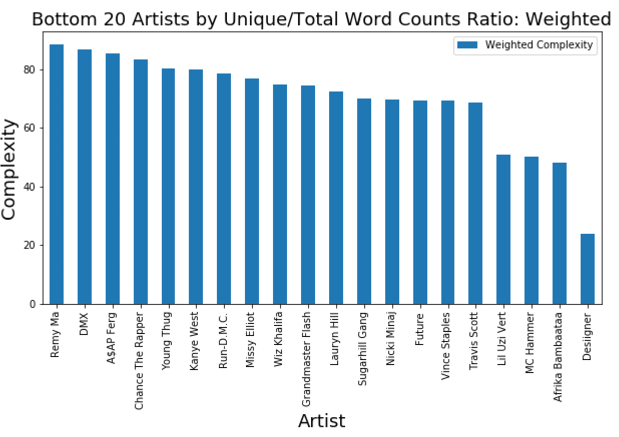 Bottom 20 Artists by Unique/Total Word Counts Ratio: Weighted
Weighted Complexity
Complexity
80
60
40
20
0
Remy Ma
DMX
A$AP Ferg
Chance The Rapper
Young Thug
Kanye West
Run-D.M.C.
Missy Elliot
Wiz Khalifa
Grandmaster Flash
Lauryn Hill
Sugarhill Gang
Nicki Minaj
Future
Vince Staples
Travis Scott
Lil Uzi Vert
MC Hammer
Afrika Bambaataa
Desiigner
Artist